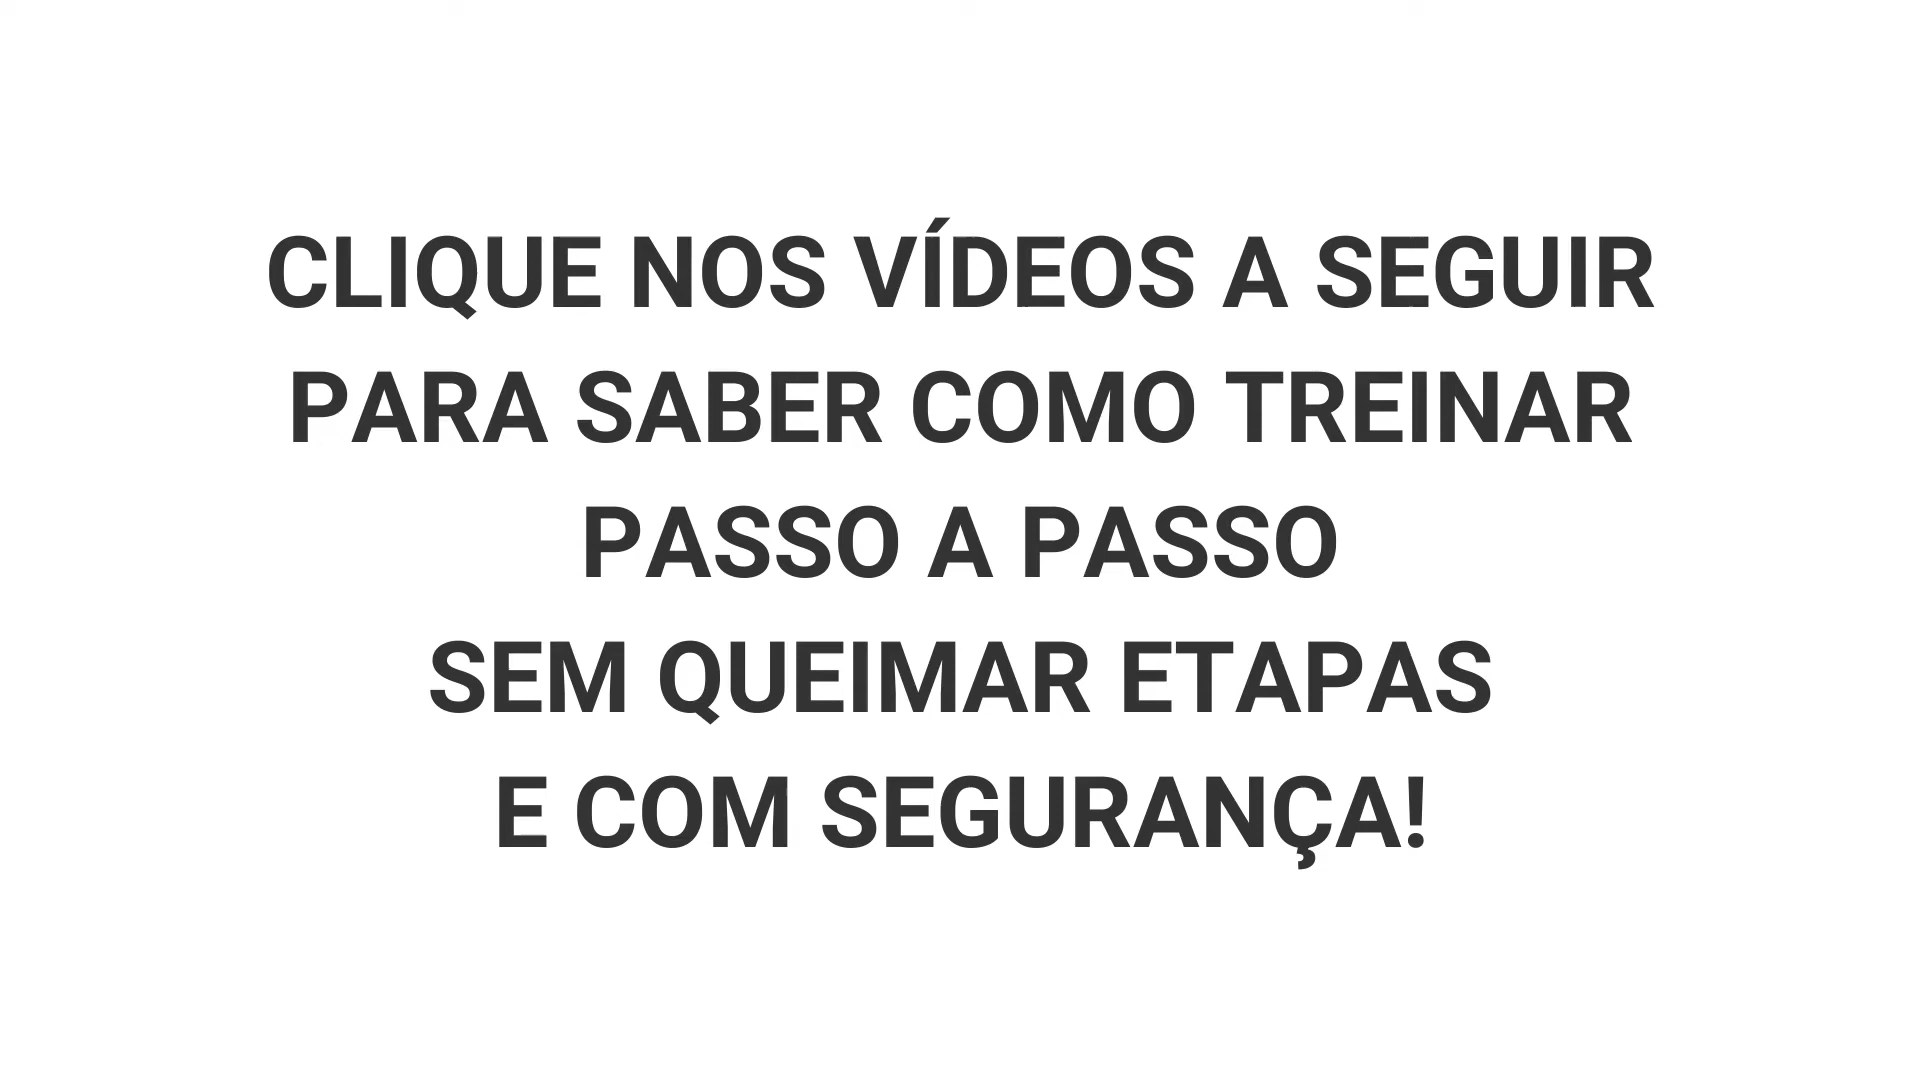 CLIQUE NOS VÍDEOS A SEGUIR
PARA SABER COMO TREINAR
PASSO A PASSO
SEM QUEIMAR ETAPAS
E COM SEGURANÇA!